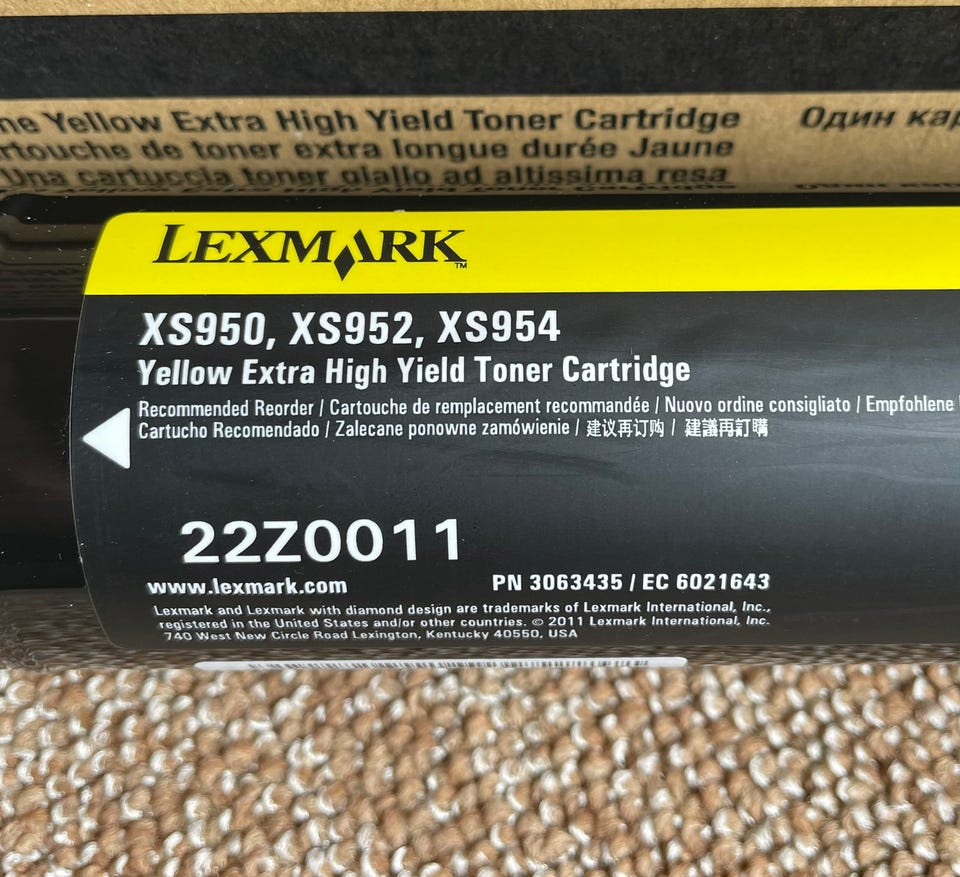 ne Yellow Extra High Yield Toner Cartridge
rtouche de toner extra longue durée Jaune
Una cartuccia toner giallo ad altissima resa
Один кар
LEXMARK™
XS950, XS952, XS954
Yellow Extra High Yield Toner Cartridge
Recommended Reorder / Cartouche de remplacement recommandée / Nuovo ordine consigliato / Empfohlene
Cartucho Recomendado / Zalecane ponowne zamówienie / 建议再订购 / 建議再訂購
22Z0011
www.lexmark.com
PN 3063435 / EC 6021643
Lexmark and Lexmark with diamond design are trademarks of Lexmark International, Inc.,
registered in the United States and/or other countries. © 2011 Lexmark International, Inc.
740 West New Circle Road Lexington, Kentucky 40550, USA